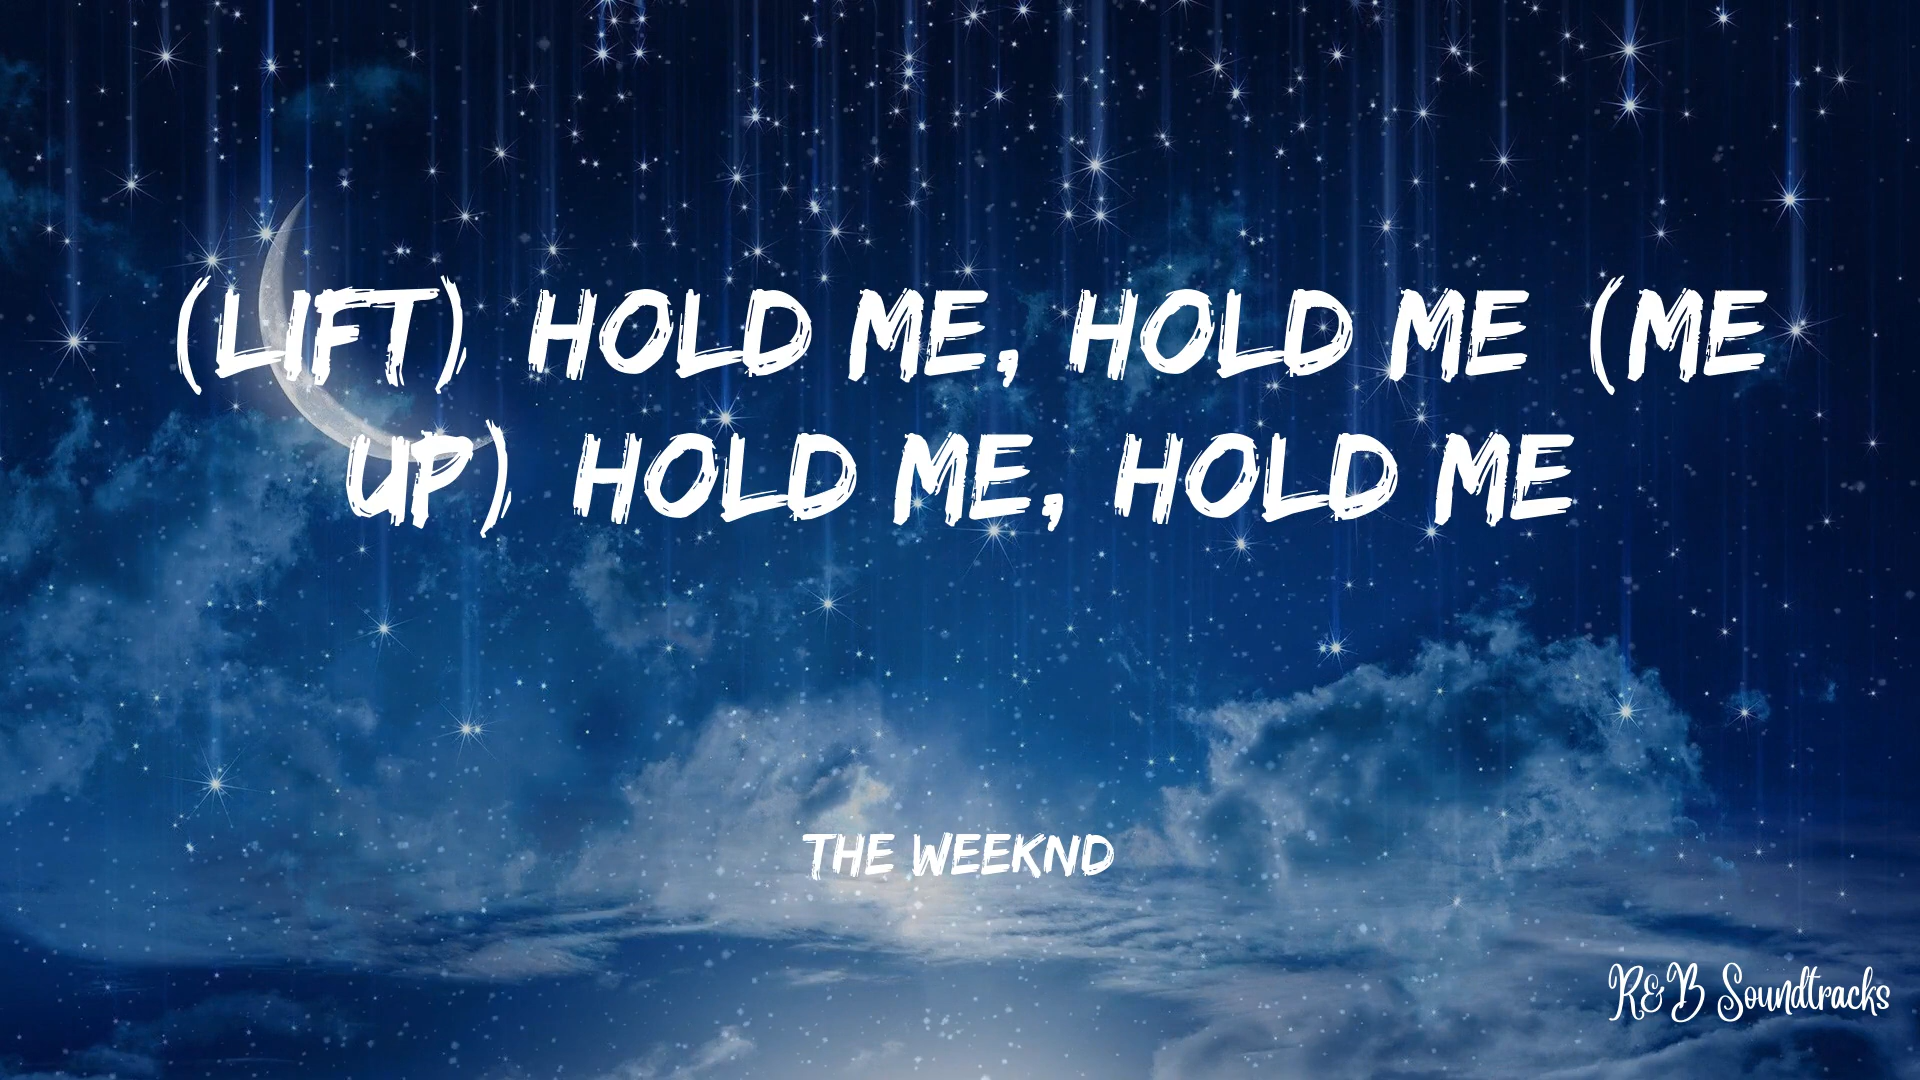 (LIFT) HOLD ME, HOLD ME (ME
UP) HOLD ME, HOLD ME
THE WEEKND
R&B Soundtracks